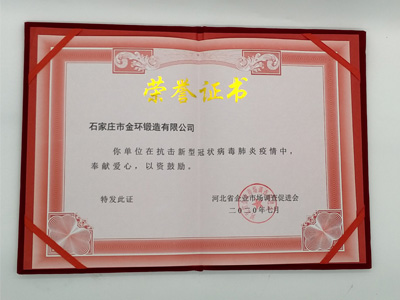 荣誉证书
石家庄市金环锻造有限公司
你单位在抗击新型冠状病毒肺炎疫情中,
奉献爱心, 以资鼓励。
特发此证
河北省企业市场调查促进会
二〇二〇年七月